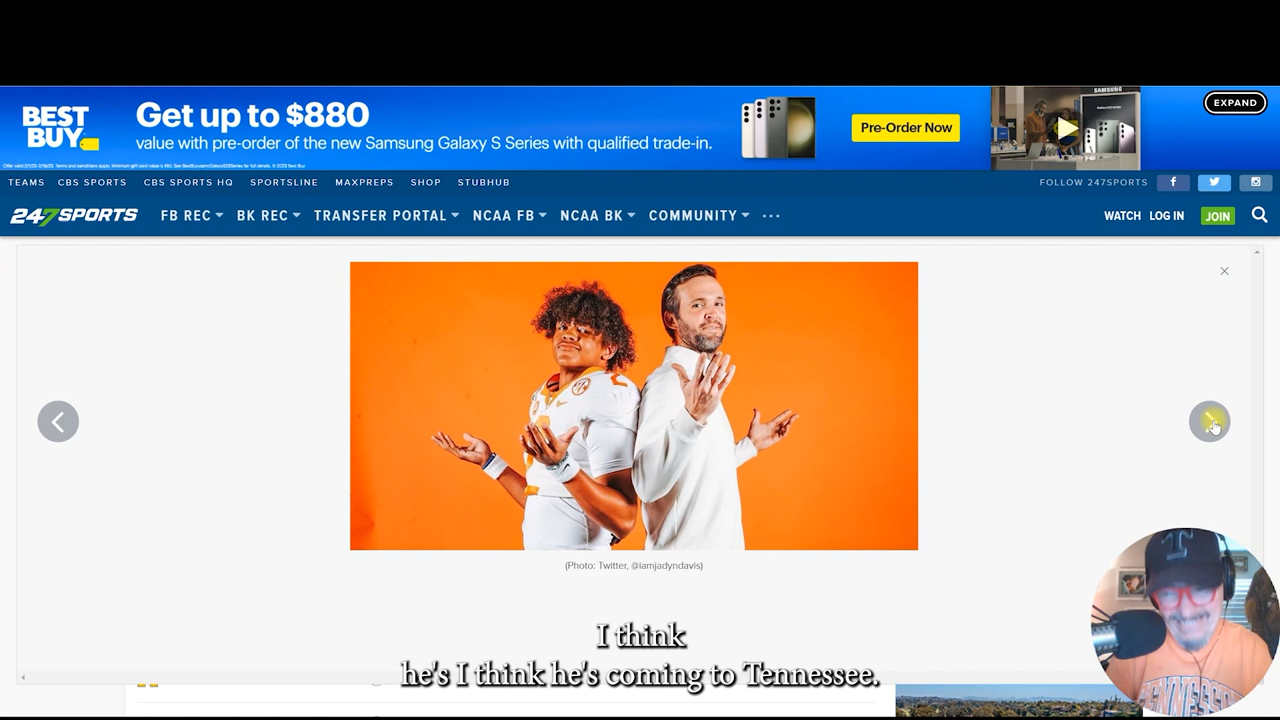 BEST
BUY
Get up to $880
value with pre-order of the new Samsung Galaxy S Series with qualified trade-in.
Pre-Order Now
SAMSUNG
EXPAND
TEAMS CBS SPORTS CBS SPORTS HQ SPORTSLINE MAXPREPS SHOP STUBHUB
FOLLOW 247SPORTS
247SPORTS FB REC BK REC TRANSFER PORTAL NCAA FB NCAA BK COMMUNITY ...
WATCH LOG IN JOIN
(Photo: Twitter, @iamjadyndavis)
I think
he's I think he's coming to Tennessee.
T
TENNESSEE